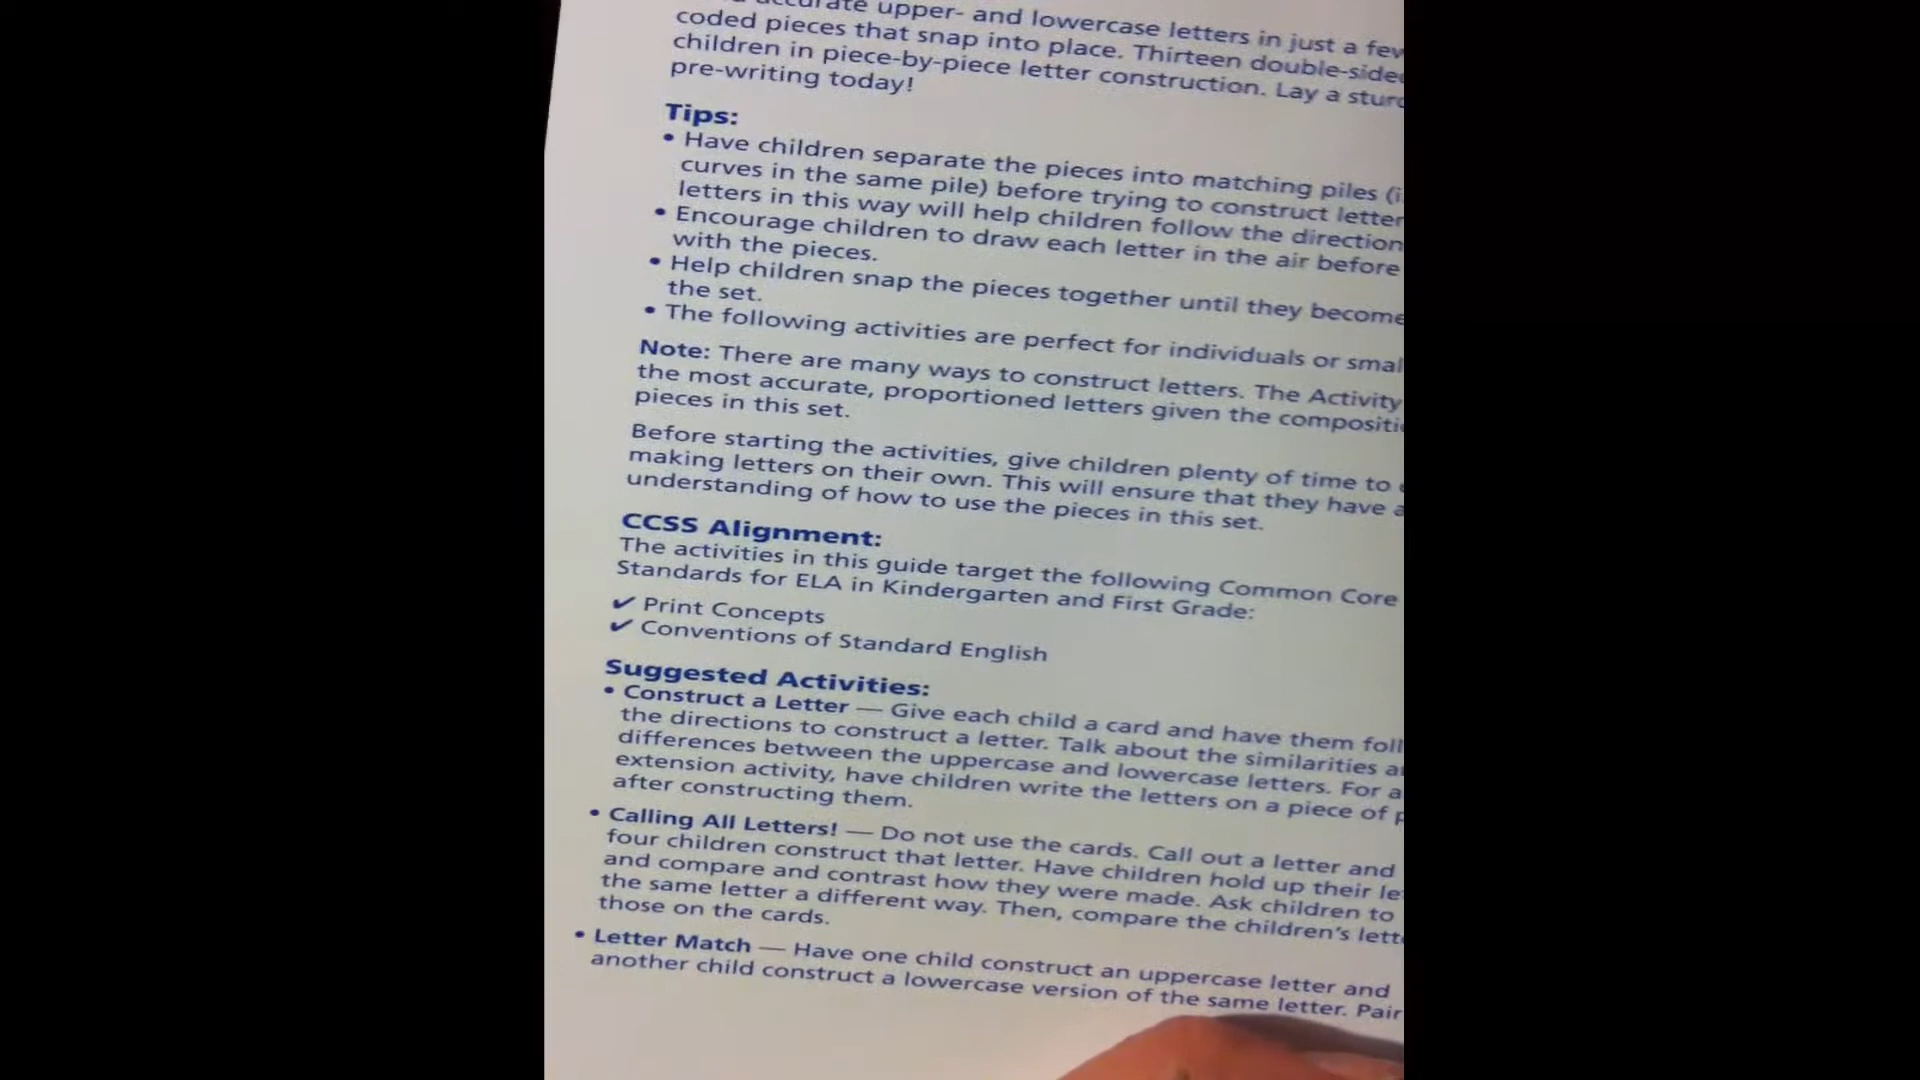 accurate upper- and lowercase letters in just a few
coded pieces that snap into place. Thirteen double-sided
children in piece-by-piece letter construction. Lay a
pre-writing today!
Tips:
• Have children separate the pieces into matching piles
curves in the same pile) before trying to construct
letters in this way will help children follow the
• Encourage children to draw each letter in the air before
with the pieces.
• Help children snap the pieces together until they become
the set.
• The following activities are perfect for individuals or
Note: There are many ways to construct letters. The Activity
the most accurate, proportioned letters given the
pieces in this set.
Before starting the activities, give children plenty of time to
making letters on their own. This will ensure that they have a
understanding of how to use the pieces in this set.
CCSS Alignment:
The activities in this guide target the following Common Core
Standards for ELA in Kindergarten and First Grade:
✔ Print Concepts
✔ Conventions of Standard English
Suggested Activities:
• Construct a Letter — Give each child a card and have them
the directions to construct a letter. Talk about the similarities
differences between the uppercase and lowercase letters. For
extension activity, have children write the letters on a piece of
after constructing them.
• Calling All Letters! — Do not use the cards. Call out a letter and
four children construct that letter. Have children hold up their
and compare and contrast how they were made. Ask children to
the same letter a different way. Then, compare the children's
those on the cards.
• Letter Match — Have one child construct an uppercase letter and
another child construct a lowercase version of the same letter. Pair